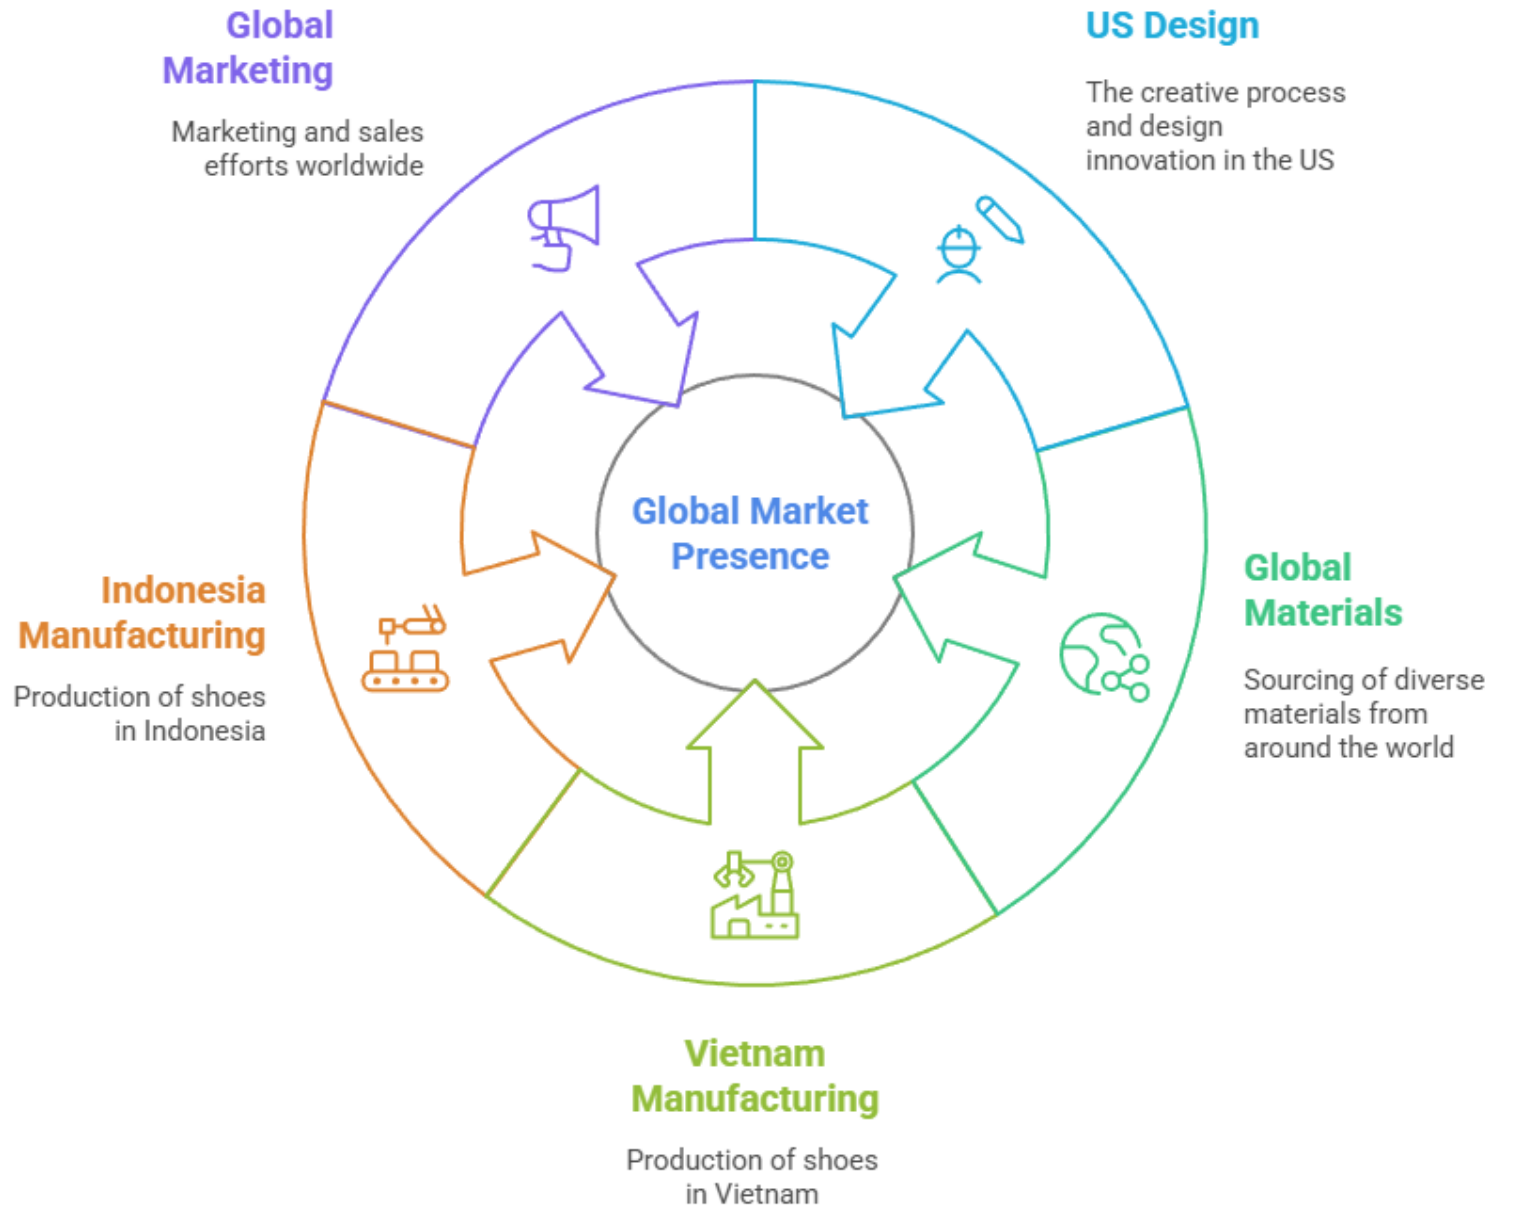 Global
Marketing
Marketing and sales
efforts worldwide
US Design
The creative process
and design
innovation in the US
Global Market
Presence
Indonesia
Manufacturing
Production of shoes
in Indonesia
Global
Materials
Sourcing of diverse
materials from
around the world
Vietnam
Manufacturing
Production of shoes
in Vietnam